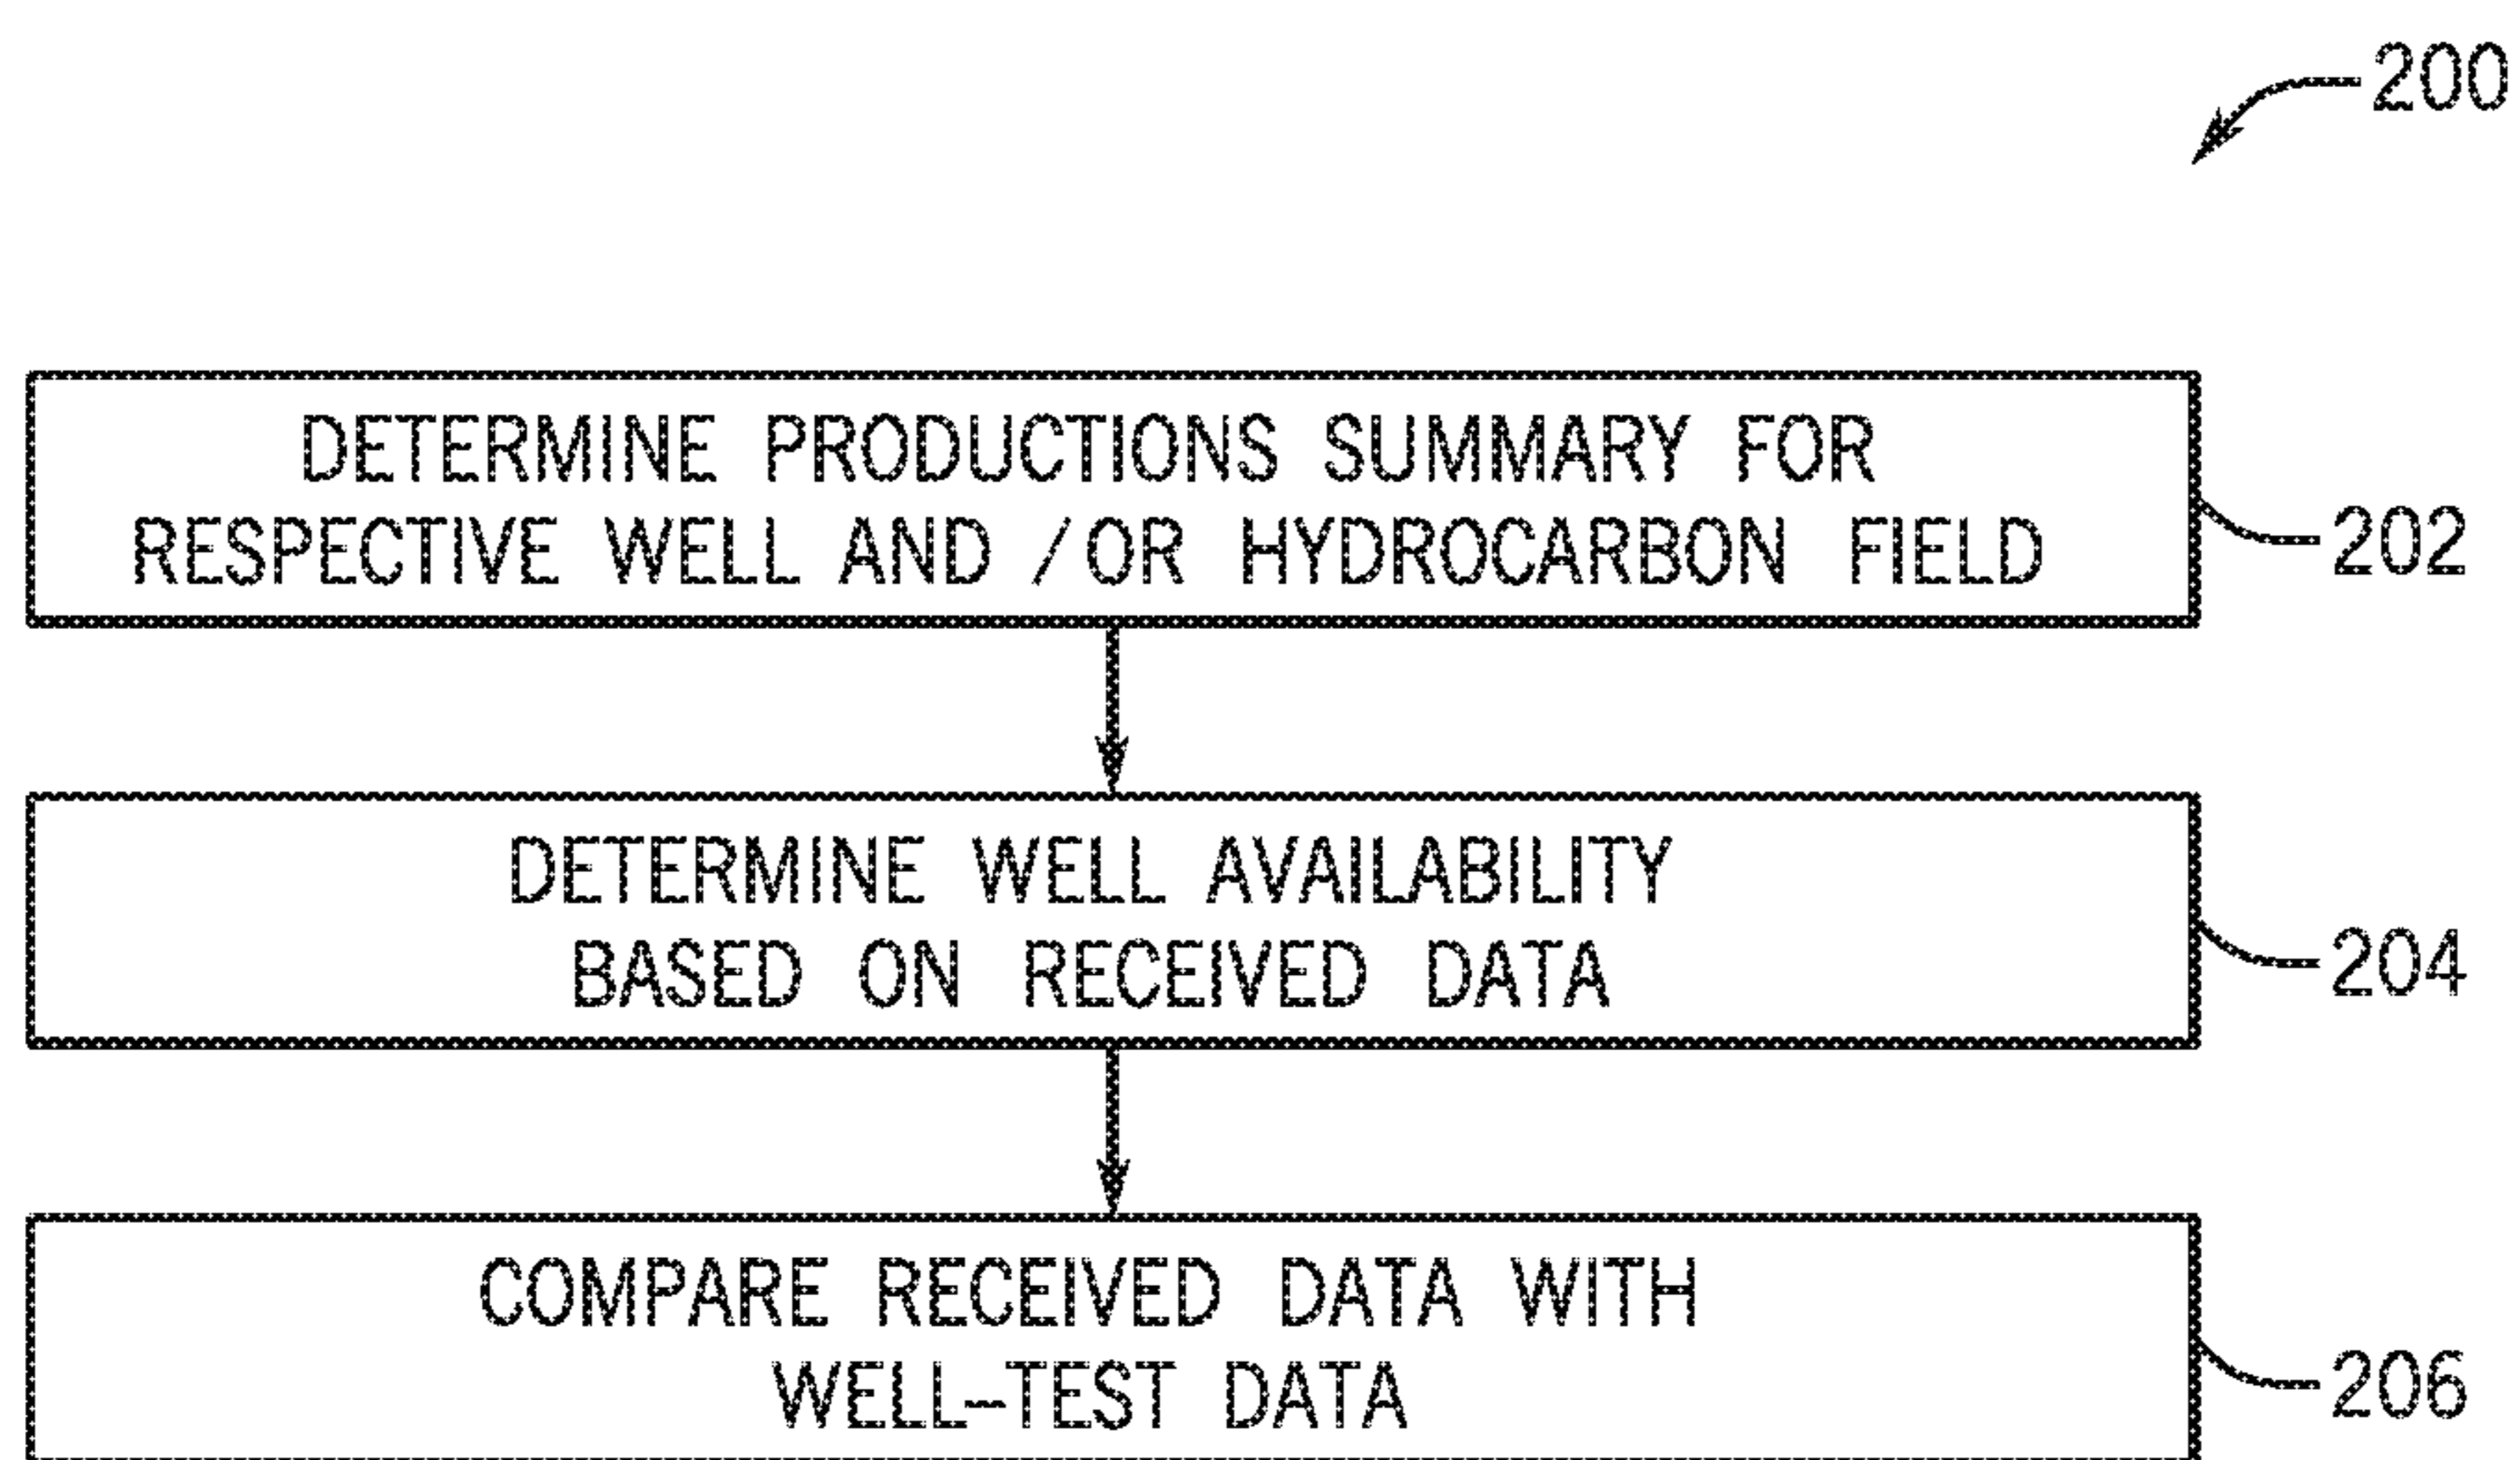 200
DETERMINE PRODUCTIONS SUMMARY FOR
RESPECTIVE WELL AND /OR HYDROCARBON FIELD
202
DETERMINE WELL AVAILABILITY
BASED ON RECEIVED DATA
204
COMPARE RECEIVED DATA WITH
WELL-TEST DATA
206